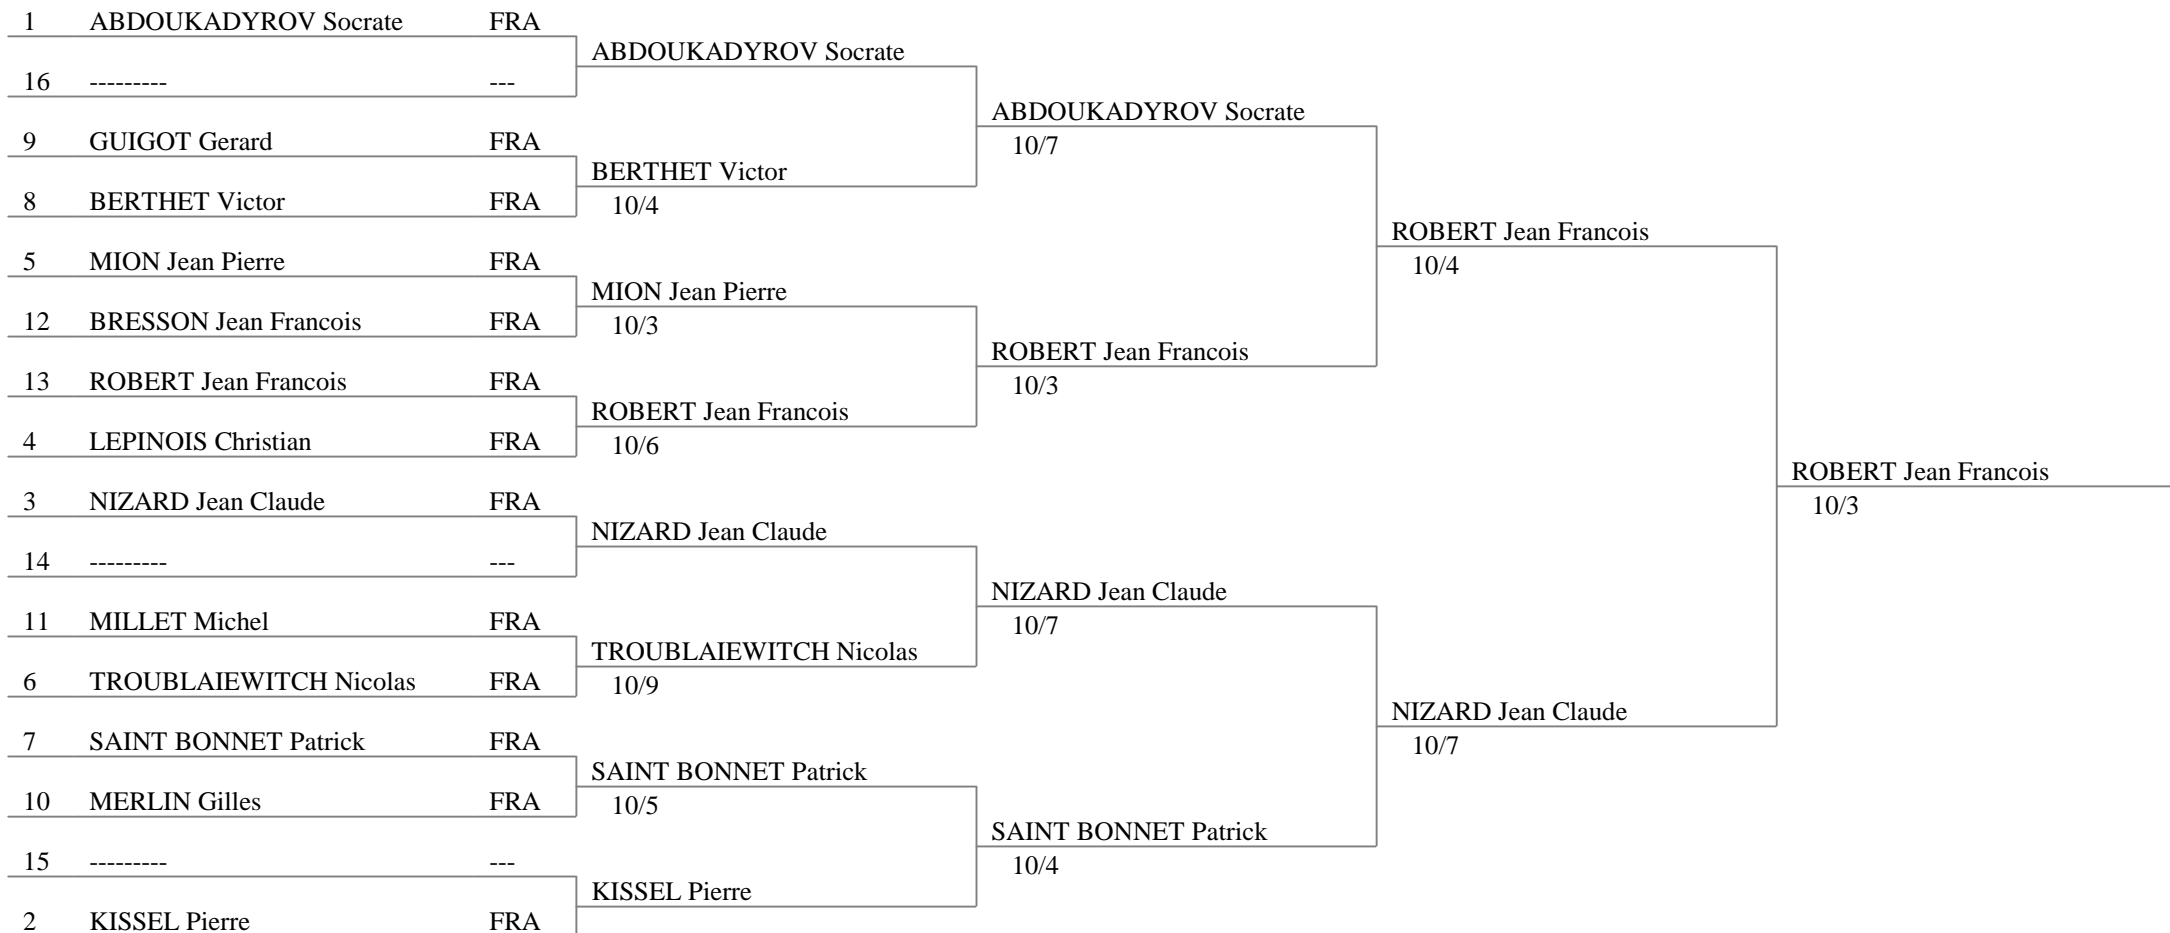 1 ABDOUKADYROV Socrate FRA
ABDOUKADYROV Socrate
16 --------- ---
ABDOUKADYROV Socrate
10/7
9 GUIGOT Gerard FRA
BERTHET Victor
10/4
8 BERTHET Victor FRA
ROBERT Jean Francois
10/4
5 MION Jean Pierre FRA
MION Jean Pierre
10/3
12 BRESSON Jean Francois FRA
ROBERT Jean Francois
10/3
13 ROBERT Jean Francois FRA
ROBERT Jean Francois
10/6
4 LEPINOIS Christian FRA
ROBERT Jean Francois
10/3
3 NIZARD Jean Claude FRA
NIZARD Jean Claude
14 --------- ---
NIZARD Jean Claude
10/7
11 MILLET Michel FRA
TROUBLAIEWITCH Nicolas
10/9
6 TROUBLAIEWITCH Nicolas FRA
NIZARD Jean Claude
10/7
7 SAINT BONNET Patrick FRA
SAINT BONNET Patrick
10/5
10 MERLIN Gilles FRA
SAINT BONNET Patrick
10/4
15 --------- ---
KISSEL Pierre
2 KISSEL Pierre FRA